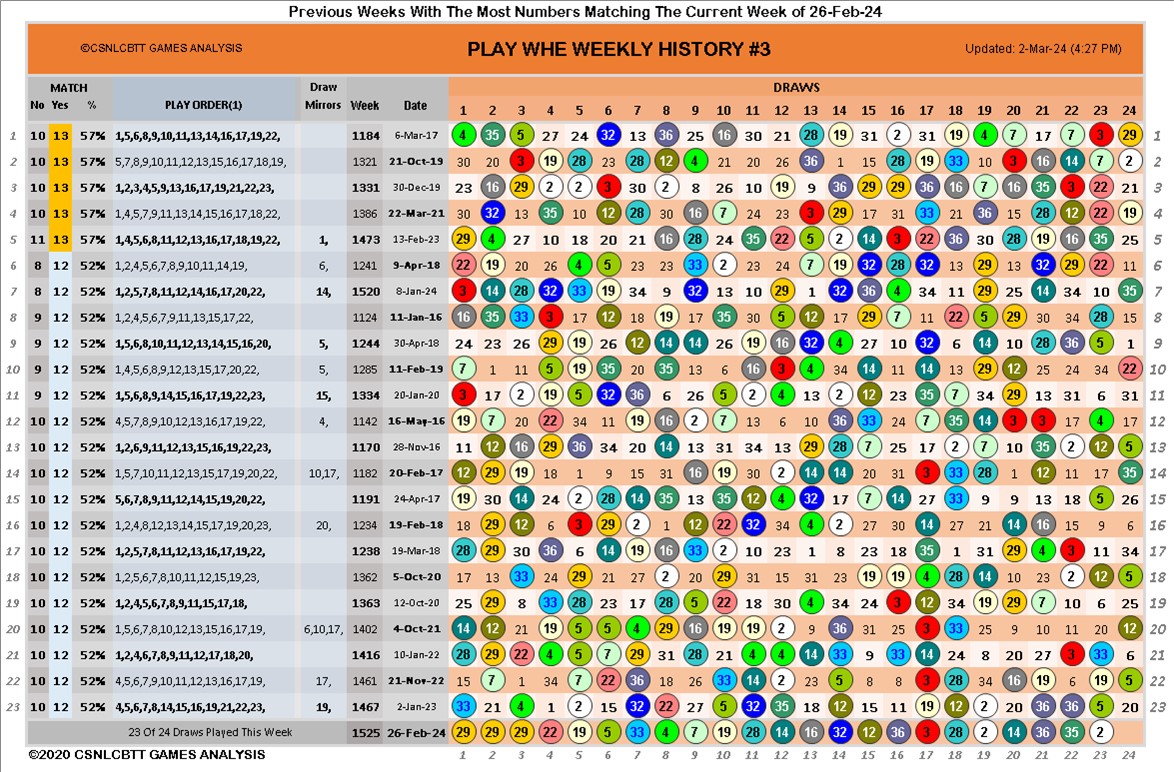 Previous Weeks With The Most Numbers Matching The Current Week of 26-Feb-24
©CSNLCBTT GAMES ANALYSIS PLAY WHE WEEKLY HISTORY #3 Updated: 2-Mar-24 (4:27 PM)
MATCH Draw DRAWS
No Yes % PLAY ORDER(1) Mirrors Week Date 1 2 3 4 5 6 7 8 9 10 11 12 13 14 15 16 17 18 19 20 21 22 23 24
1 10 13 57% 1,5,6,8,9,10,11,13,14,16,17,19,22, 1184 6-Mar-17 4 35 5 27 24 32 13 36 25 16 30 21 28 19 31 2 31 19 4 7 17 7 3 29 1
2 10 13 57% 5,7,8,9,10,11,12,13,15,16,17,18,19, 1321 21-Oct-19 30 20 3 19 28 23 28 12 4 21 20 26 36 1 15 28 19 33 10 3 16 14 7 2 2
3 10 13 57% 1,2,3,4,5,9,13,16,17,19,21,22,23, 1331 30-Dec-19 23 16 29 2 2 3 30 2 8 26 10 19 9 36 29 29 36 16 7 16 35 3 22 21 3
4 10 13 57% 1,4,5,7,9,11,13,14,15,16,17,18,22, 1386 22-Mar-21 30 32 13 35 10 12 28 30 16 7 24 23 3 29 17 31 33 4 36 15 28 12 22 19 4
5 11 13 57% 1,4,5,6,8,11,12,13,16,17,18,19,22, 1, 1473 13-Feb-23 29 4 27 10 18 20 21 16 28 24 35 22 5 2 14 3 22 36 30 28 19 16 35 25 5
6 8 12 52% 1,2,4,5,6,7,8,9,10,11,14,19, 6, 1241 9-Apr-18 22 19 20 26 4 5 23 23 33 2 23 24 7 19 32 28 32 13 29 13 32 29 22 11 6
7 8 12 52% 1,2,5,7,8,11,12,14,16,17,20,22, 14, 1520 8-Jan-24 3 14 28 32 33 19 34 9 32 13 10 29 1 32 36 4 34 11 29 25 14 34 10 35 7
8 9 12 52% 1,2,4,5,6,7,9,11,13,15,17,22, 1124 11-Jan-16 16 35 33 3 17 12 18 19 17 35 30 5 12 15 29 7 11 22 5 29 30 34 28 15 8
9 9 12 52% 1,5,6,8,10,11,12,13,14,15,16,20, 5, 1244 30-Apr-18 24 23 26 29 19 26 12 14 14 26 19 16 32 4 27 10 32 6 14 10 28 36 5 1 9
10 9 12 52% 1,4,5,6,8,9,12,13,15,17,20,22, 5, 1285 11-Feb-19 7 1 11 5 19 35 20 35 13 6 16 3 4 34 14 11 14 13 29 12 25 24 34 22 10
11 9 12 52% 1,5,6,8,9,11,14,15,17,19,22,23, 15, 1334 20-Jan-20 3 17 2 19 5 32 36 6 26 5 2 4 13 2 12 23 35 7 34 29 13 31 6 31 11
12 9 12 52% 4,5,7,8,9,10,12,13,15,17,19,22, 4, 1142 16-May-16 19 7 20 22 34 11 19 16 2 7 13 6 10 36 33 24 7 35 14 3 3 17 4 17 12
13 10 12 52% 1,2,6,9,11,12,13,15,16,19,22,23, 1170 28-Nov-16 11 12 16 29 36 34 20 14 13 31 34 13 29 28 7 25 17 2 7 10 35 2 12 5 13
14 10 12 52% 1,5,7,10,11,12,13,15,17,19,20,22, 10,17, 1182 20-Feb-17 12 29 19 18 1 9 15 31 16 19 30 2 14 14 20 31 3 33 28 1 12 11 17 35 14
15 10 12 52% 5,6,7,8,9,11,12,14,15,19,20,22, 1191 24-Apr-17 19 30 14 24 2 28 14 35 13 35 12 4 32 17 7 14 27 33 9 9 13 18 5 26 15
16 10 12 52% 1,2,4,8,12,13,14,15,17,19,20,23, 20, 1234 19-Feb-18 18 29 12 6 3 29 2 1 12 22 32 34 4 2 27 30 14 27 21 14 16 15 9 6 16
17 10 12 52% 1,2,5,7,8,11,12,13,16,17,19,22, 1238 19-Mar-18 28 29 30 36 6 14 19 16 33 2 10 23 1 8 23 18 35 1 31 29 4 3 11 34 17
18 10 12 52% 1,2,5,6,7,8,10,11,12,15,19,23, 1362 5-Oct-20 17 13 33 24 29 21 27 2 20 29 31 15 31 23 19 19 4 28 14 10 23 2 12 5 18
19 10 12 52% 1,2,4,5,6,7,8,9,11,15,17,18, 1363 12-Oct-20 25 29 8 33 28 23 17 28 5 22 18 30 4 34 24 3 12 34 19 29 7 10 6 25 19
20 10 12 52% 1,5,6,7,8,10,12,13,15,16,17,19, 6,10,17, 1402 4-Oct-21 14 12 21 19 5 5 4 29 16 19 19 2 14 36 31 25 3 33 25 9 10 11 20 12 20
21 10 12 52% 1,2,4,6,7,8,9,11,12,17,18,20, 1416 10-Jan-22 28 29 22 4 5 7 29 31 28 21 4 4 14 33 9 33 14 24 8 20 27 3 33 6 21
22 10 12 52% 4,5,6,7,7,9,11,12,13,16,17,19, 17, 1461 21-Nov-22 15 7 1 34 7 22 36 10 26 33 14 2 23 5 8 8 3 28 34 16 19 6 19 5 22
23 10 12 52% 4,5,6,7,8,14,15,16,19,21,22,23, 19, 1467 2-Jan-23 33 21 4 1 2 15 32 22 27 5 32 35 18 12 15 11 19 12 2 20 36 36 5 21 23
23 Of 24 Draws Played This Week 1525 26-Feb-24 29 29 29 22 19 5 33 4 7 19 28 14 16 14 32 12 36 3 28 2 14 36 35 2
©2020 CSNLCBTT GAMES ANALYSIS 1 2 3 4 5 6 7 8 9 10 11 12 13 14 15 16 17 18 19 20 21 22 23 24